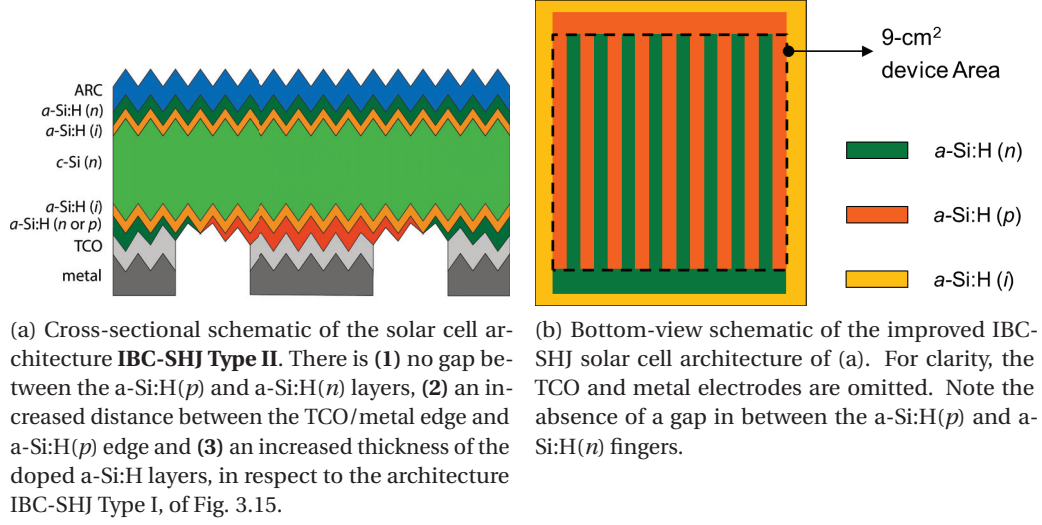 ARC
a-Si:H (n)
a-Si:H (i)
c-Si (n)
a-Si:H (i)
a-Si:H (n or p)
TCO
metal
(a) Cross-sectional schematic of the solar cell ar-
chitecture IBC-SHJ Type II. There is (1) no gap be-
tween the a-Si:H(p) and a-Si:H(n) layers, (2) an in-
creased distance between the TCO/metal edge and
a-Si:H(p) edge and (3) an increased thickness of the
doped a-Si:H layers, in respect to the architecture
IBC-SHJ Type I, of Fig. 3.15.
9-cm²
device Area
a-Si:H (n)
a-Si:H (p)
a-Si:H (i)
(b) Bottom-view schematic of the improved IBC-
SHJ solar cell architecture of (a). For clarity, the
TCO and metal electrodes are omitted. Note the
absence of a gap in between the a-Si:H(p) and a-
Si:H(n) fingers.